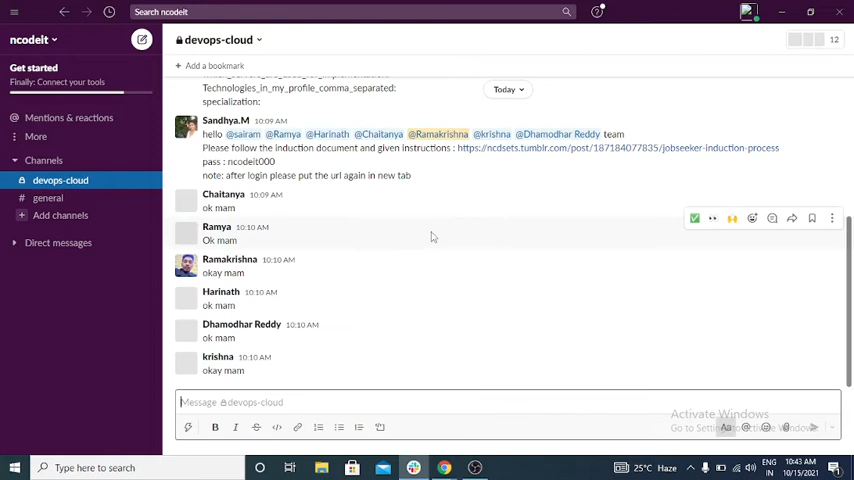 Search ncodeit
ncodeit
devops-cloud
12
Get started
Finally: Connect your tools
Add a bookmark
Technologies_in_my_profile_comma_separated:
Today
specialization:
Mentions & reactions
More
Channels
devops-cloud
general
Add channels
Direct messages
Sandhya.M 10:09 AM
hello @sairam @Ramya @Harinath @Chaitanya @Ramakrishna @krishna @Dhamodhar Reddy team
Please follow the induction document and given instructions : https://ncdsets.tumblr.com/post/187184077835/jobseeker-induction-process
pass : ncodeit000
note: after login please put the url again in new tab
Chaitanya 10:09 AM
ok mam
Ramya 10:10 AM
Ok mam
Ramakrishna 10:10 AM
okay mam
Harinath 10:10 AM
ok mam
Dhamodhar Reddy 10:10 AM
ok mam
krishna 10:10 AM
okay mam
Message devops-cloud
Activate Windows
Go to Settings to Activate Windows.
B I S
Aa
Type here to search
25°C Haze
ENG
IN
10:43 AM
10/15/2021